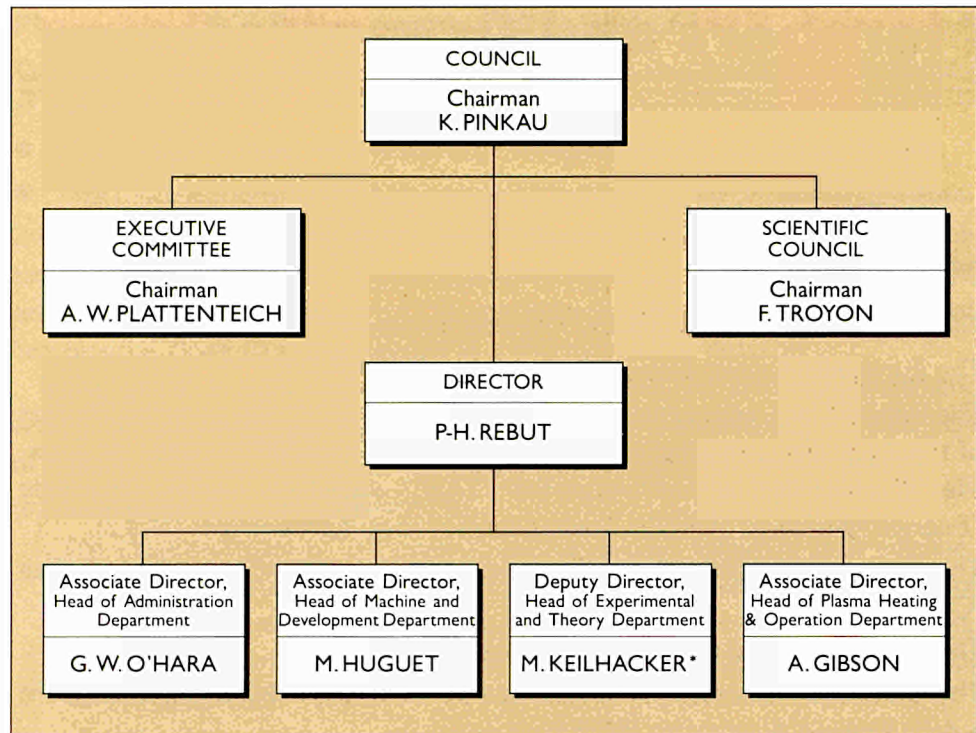 COUNCIL
Chairman
K. PINKAU
EXECUTIVE
COMMITTEE
Chairman
A. W. PLATTENTEICH
SCIENTIFIC
COUNCIL
Chairman
F. TROYON
DIRECTOR
P-H. REBUT
Associate Director,
Head of Administration
Department
G. W. O'HARA
Associate Director,
Head of Machine and
Development Department
M. HUGUET
Deputy Director,
Head of Experimental
and Theory Department
M. KEILHACKER*
Associate Director,
Head of Plasma Heating
& Operation Department
A. GIBSON